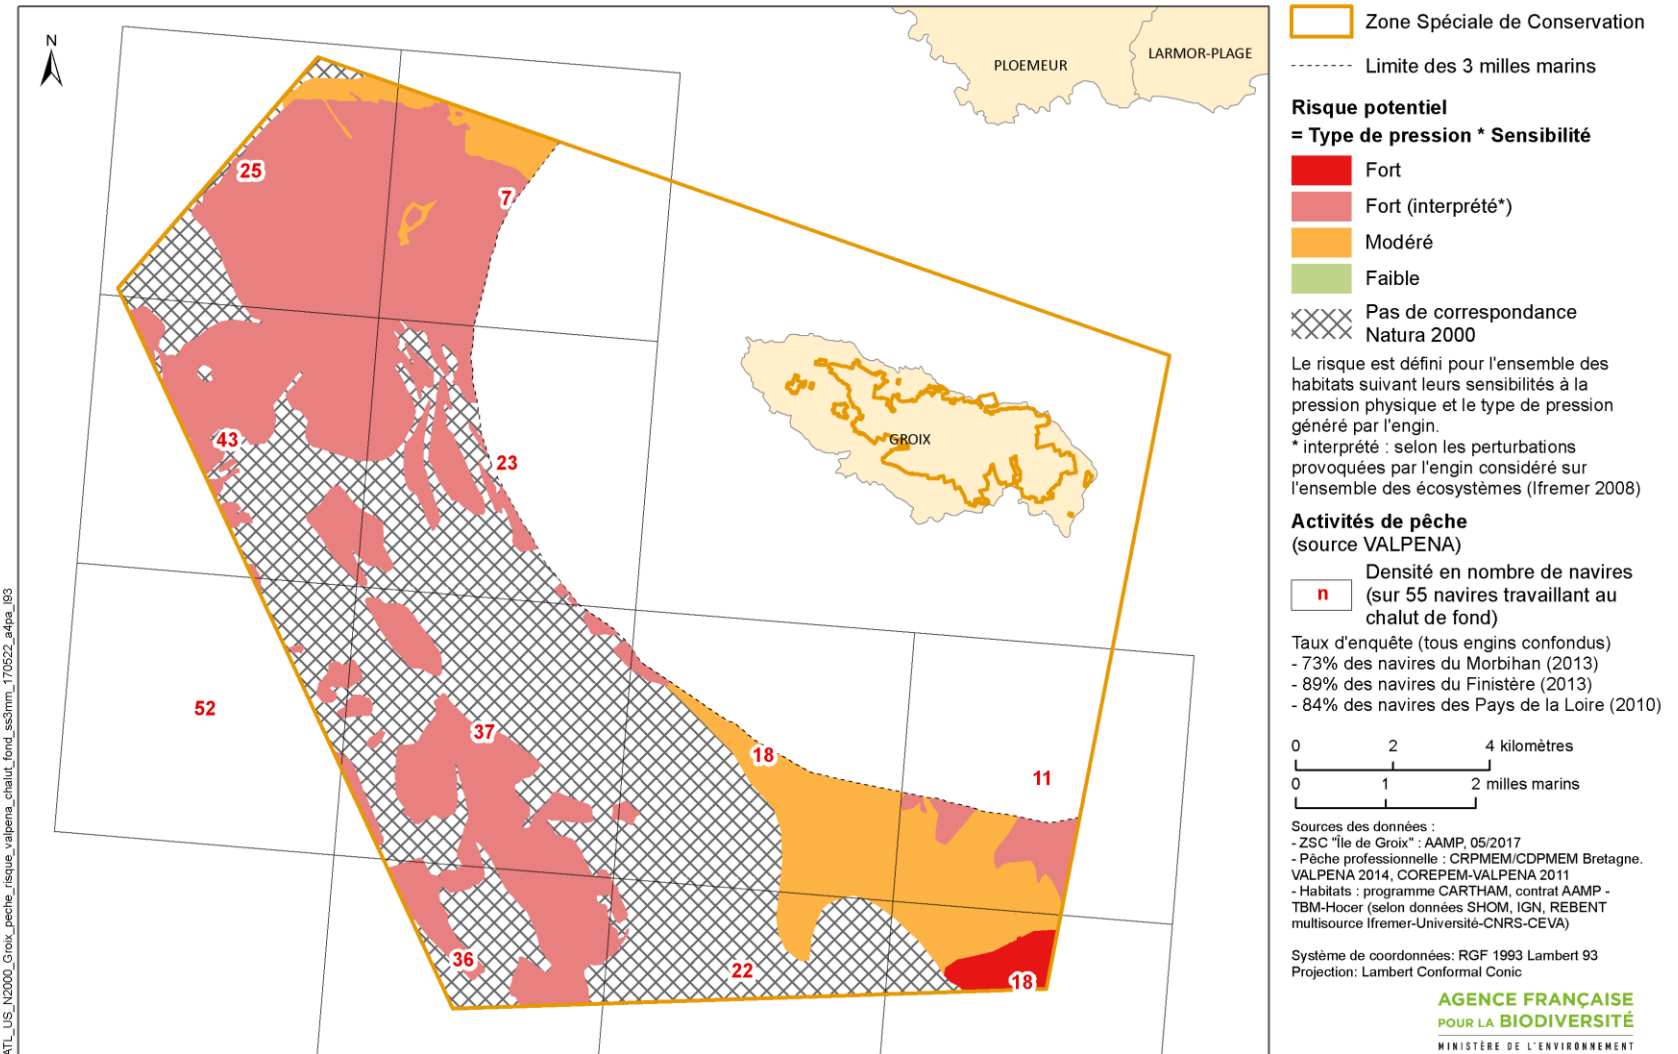 N
PLOEMEUR
LARMOR-PLAGE
25
7
GROIX
43
23
52
37
18
11
36
22
18
ATL_US_N2000_Groix_peche_risque_valpena_chalut_fond_ss3mm_170522_a4pa_l93
Zone Spéciale de Conservation
Limite des 3 milles marins
Risque potentiel
= Type de pression * Sensibilité
Fort
Fort (interprété*)
Modéré
Faible
Pas de correspondance
Natura 2000
Le risque est défini pour l'ensemble des
habitats suivant leurs sensibilités à la
pression physique et le type de pression
généré par l'engin.
* interprété : selon les perturbations
provoquées par l'engin considéré sur
l'ensemble des écosystèmes (Ifremer 2008)
Activités de pêche
(source VALPENA)
n
Densité en nombre de navires
(sur 55 navires travaillant au
chalut de fond)
Taux d'enquête (tous engins confondus)
- 73% des navires du Morbihan (2013)
- 89% des navires du Finistère (2013)
- 84% des navires des Pays de la Loire (2010)
0 2 4 kilomètres
0 1 2 milles marins
Sources des données :
- ZSC "Île de Groix" : AAMP, 05/2017
- Pêche professionnelle : CRPMEM/CDPMEM Bretagne.
VALPENA 2014, COREPEM-VALPENA 2011
- Habitats : programme CARTHAM, contrat AAMP -
TBM-Hocer (selon données SHOM, IGN, REBENT
multisource Ifremer-Université-CNRS-CEVA)
Système de coordonnées: RGF 1993 Lambert 93
Projection: Lambert Conformal Conic
AGENCE FRANÇAISE
POUR LA BIODIVERSITÉ
MINISTÈRE DE L'ENVIRONNEMENT